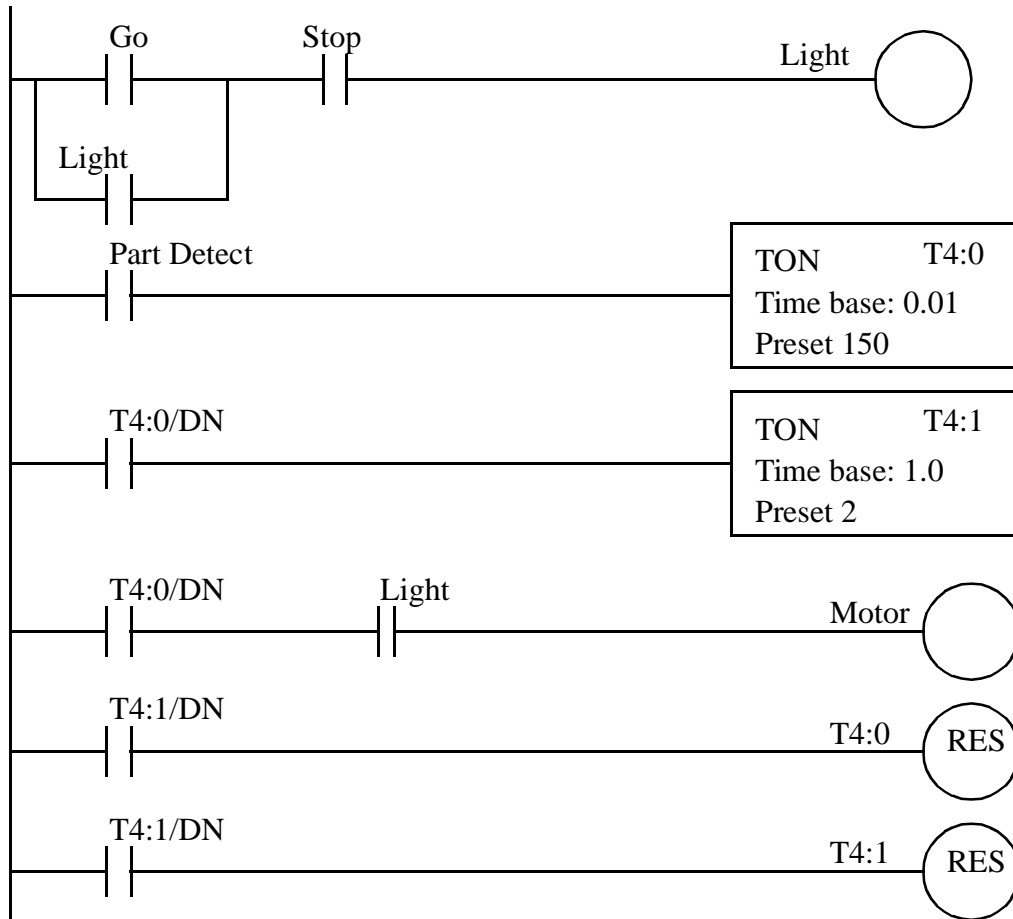 Go
Stop
Light
Light
Part Detect
TON T4:0
Time base: 0.01
Preset 150
T4:0/DN
TON T4:1
Time base: 1.0
Preset 2
T4:0/DN
Light
Motor
T4:1/DN
T4:0
RES
T4:1/DN
T4:1
RES